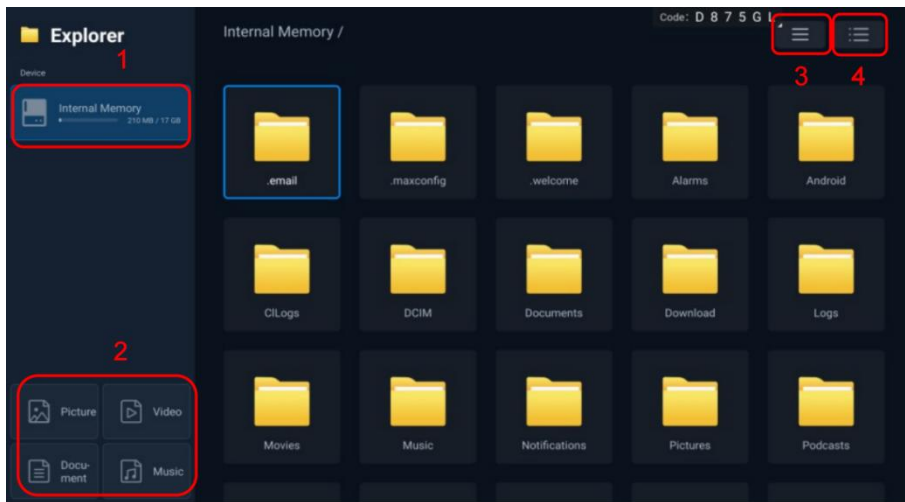 Explorer
1
Device
Internal Memory
210 MB / 17 GB
2
Picture
Video
Docu-
ment
Music
Internal Memory /
Code: D 8 7 5 G L
3
4
.email
.maxconfig
.welcome
Alarms
Android
CILogs
DCIM
Documents
Download
Logs
Movies
Music
Notifications
Pictures
Podcasts